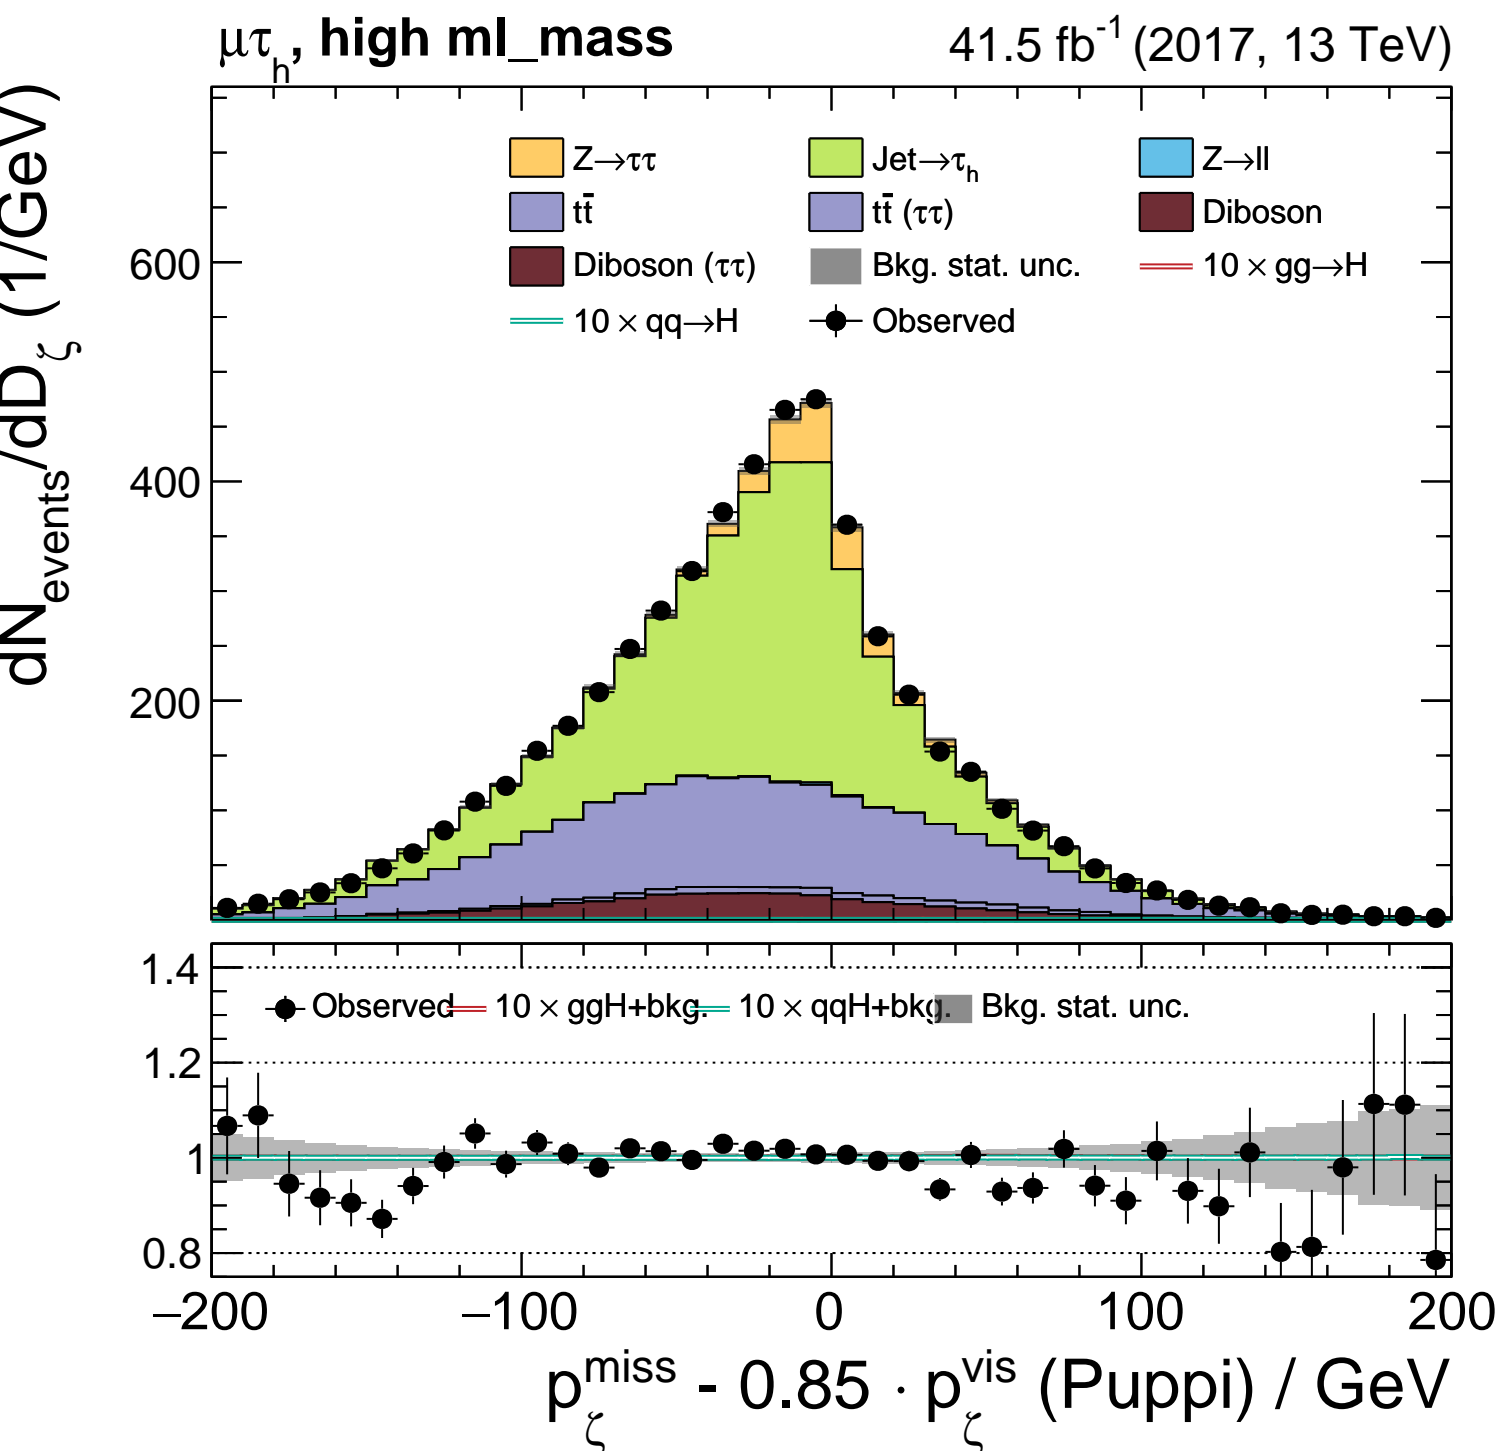 μτh, high ml_mass
41.5 fb-1 (2017, 13 TeV)
dNevents/dDζ (1/GeV)
Z→ττ Jet→τh Z→ll
tt̄ tt̄ (ττ) Diboson
Diboson (ττ) Bkg. stat. unc. 10 × gg→H
10 × qq→H Observed
600
400
200
1.4
Observed 10 × ggH+bkg. 10 × qqH+bkg. Bkg. stat. unc.
1.2
1
0.8
−200 −100 0 100 200
pζmiss - 0.85 · pζvis (Puppi) / GeV